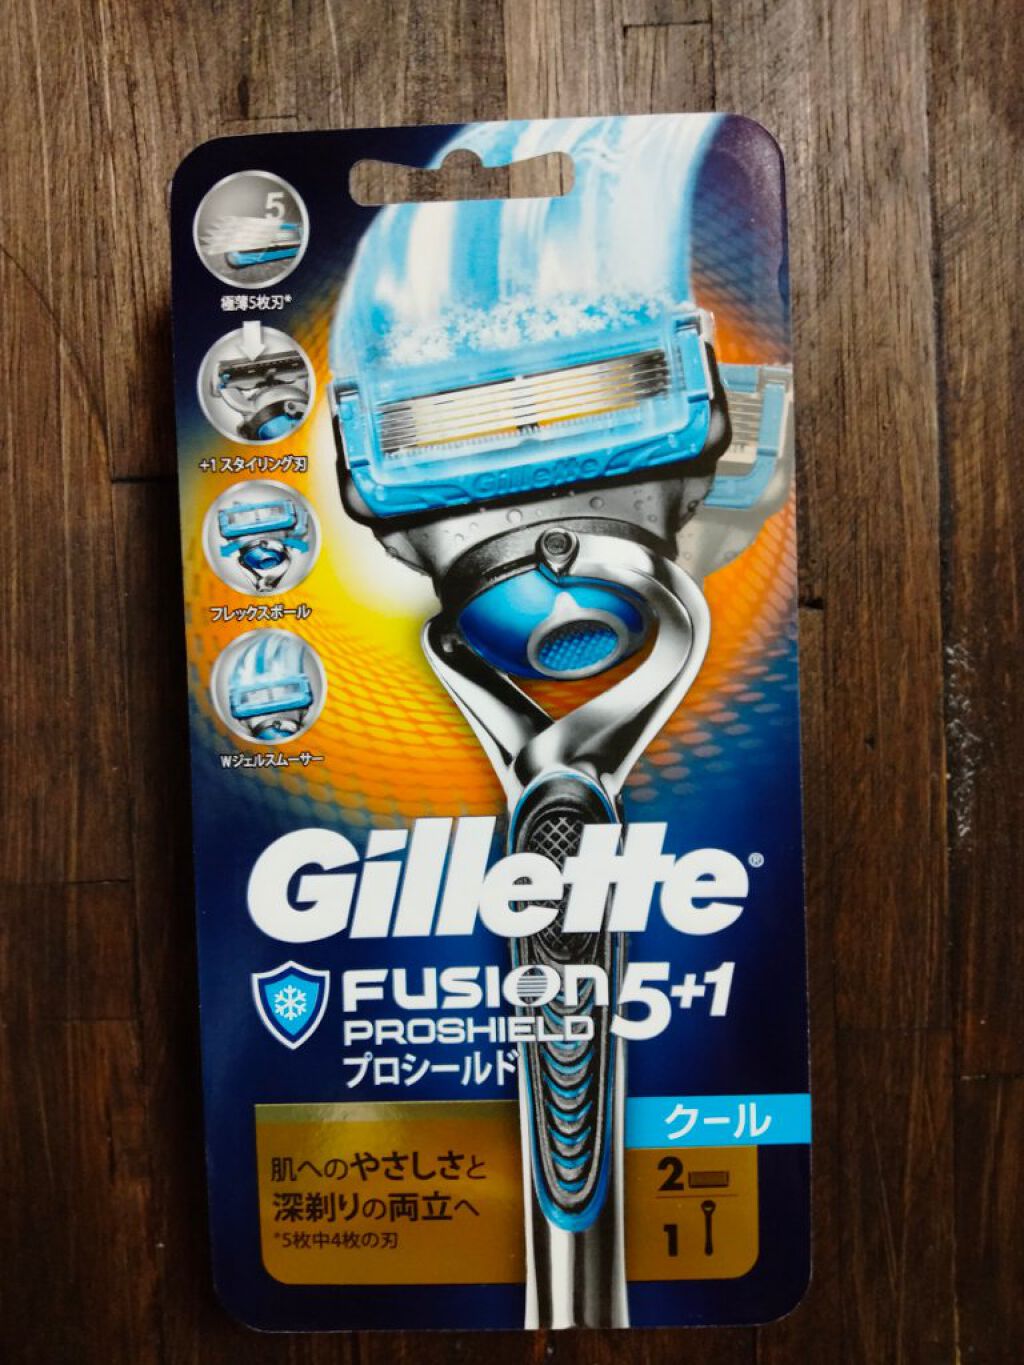 5
極薄5枚刃*
+1 スタイリング刃
フレックスボール
Wジェルスムーサー
Gillette
Gillette®
FUSION 5+1
PROSHIELD
プロシールド
クール
肌へのやさしさと
深剃りの両立へ
*5枚中4枚の刃
2
1